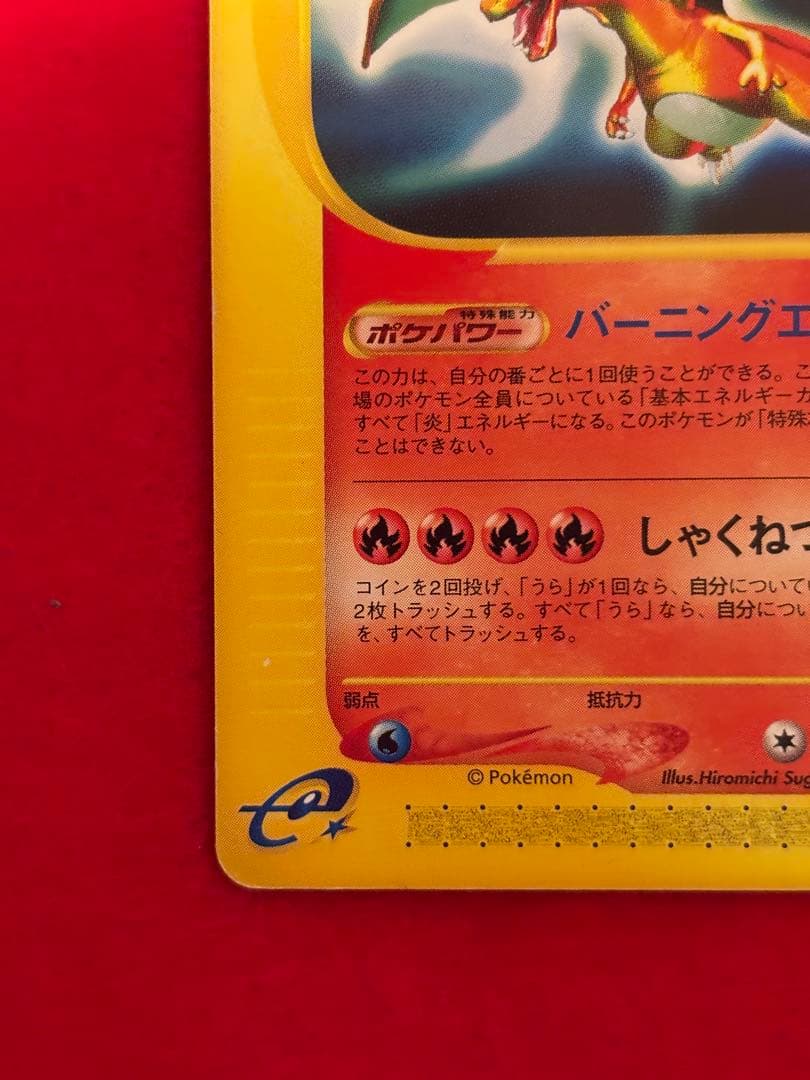 特殊能力
ポケパワー バーニングエ
この力は、自分の番ごとに1回使うことができる。こ
場のポケモン全員についている「基本エネルギーカ
すべて「炎」エネルギーになる。このポケモンが「特殊
ことはできない。
しゃくねつ
コインを2回投げ、「うら」が1回なら、自分についてい
2枚トラッシュする。すべて「うら」なら、自分につい
を、すべてトラッシュする。
弱点 抵抗力
© Pokémon Illus.Hiromichi Sug
e